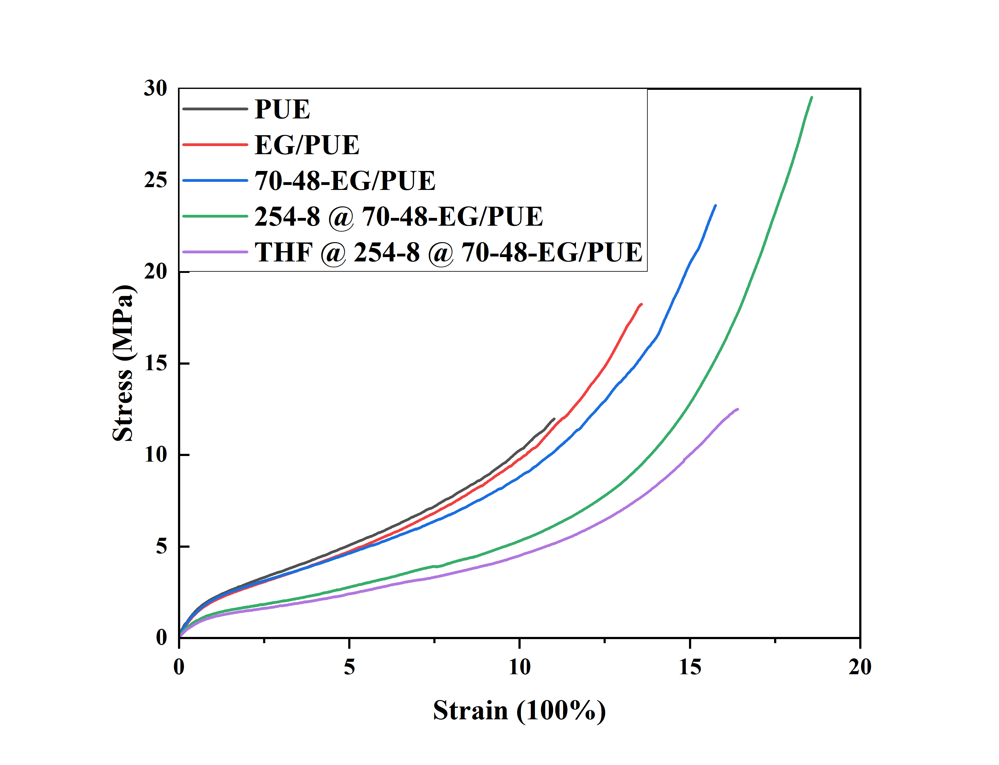 30
25
20
15
10
5
0
Stress (MPa)
PUE
EG/PUE
70-48-EG/PUE
254-8 @ 70-48-EG/PUE
THF @ 254-8 @ 70-48-EG/PUE
0 5 10 15 20
Strain (100%)